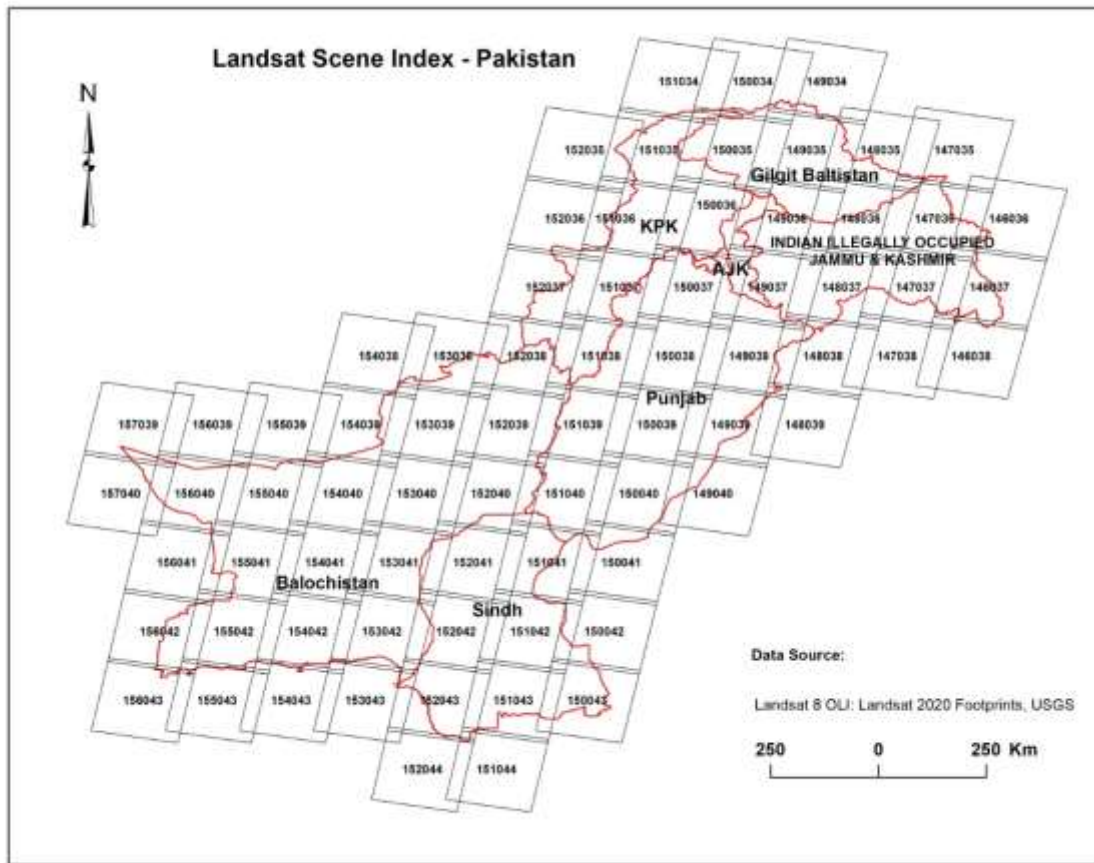 Landsat Scene Index - Pakistan
N
151034 150034 149034
152035 151035 150035 149035 148035 147035
Gilgit Baltistan
152036 151036 150036 149036 148036 147036 146036
KPK
INDIAN ILLEGALLY OCCUPIED
JAMMU & KASHMIR
AJK
152037 151037 150037 149037 148037 147037 146037
154038 153038 152038 151038 150038 149038 148038 147038 146038
Punjab
157039 156039 155039 154039 153039 152039 151039 150039 149039 148039
157040 156040 155040 154040 153040 152040 151040 150040 149040
156041 155041 154041 153041 152041 151041 150041
Balochistan
Sindh
156042 155042 154042 153042 152042 151042 150042
156043 155043 154043 153043 152043 151043 150043
152044 151044
Data Source:
Landsat 8 OLI: Landsat 2020 Footprints, USGS
250 0 250 Km